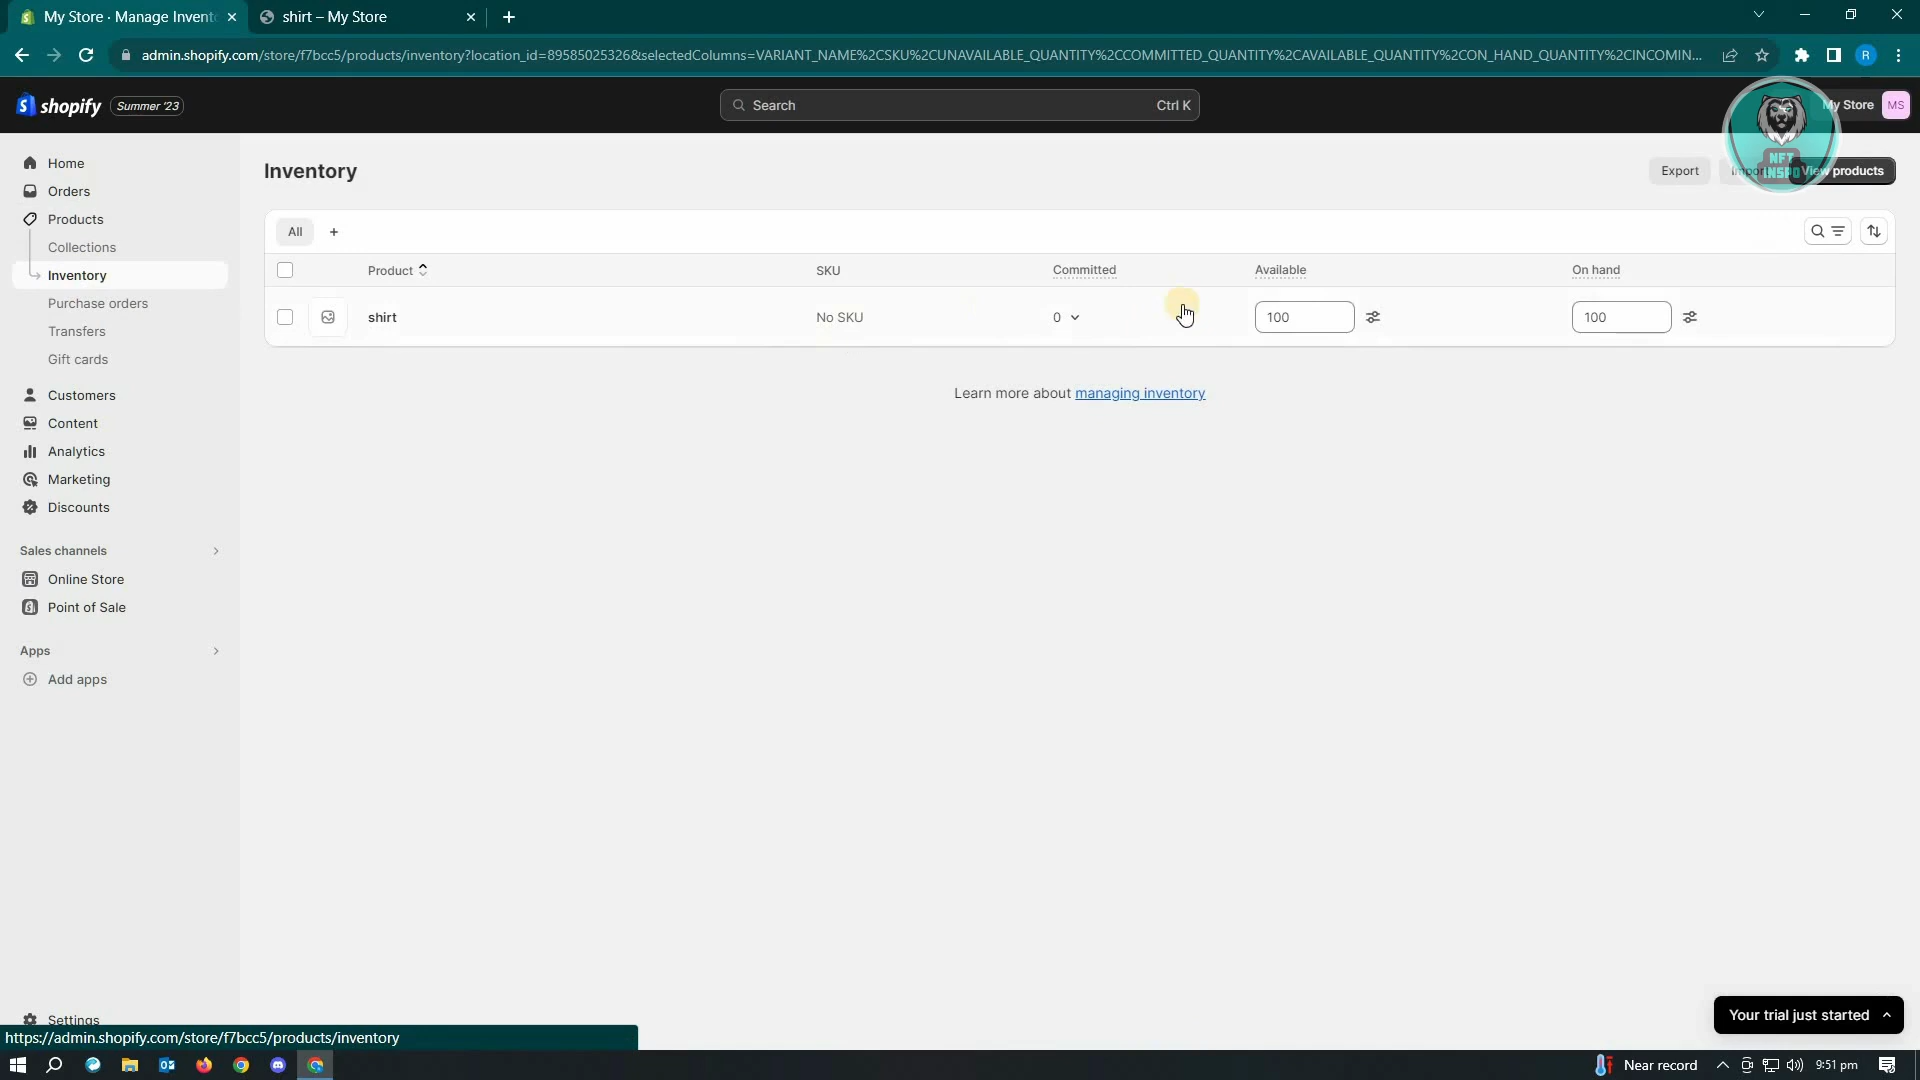 My Store · Manage Invent
shirt – My Store
admin.shopify.com/store/f7bcc5/products/inventory?location_id=89585025326&selectedColumns=VARIANT_NAME%2CSKU%2CUNAVAILABLE_QUANTITY%2CCOMMITTED_QUANTITY%2CAVAILABLE_QUANTITY%2CON_HAND_QUANTITY%2CINCOMIN...
R
shopify Summer '23
Search Ctrl K
My Store MS
NFT
INSPO
Home
Orders
Products
Collections
Inventory
Purchase orders
Transfers
Gift cards
Customers
Content
Analytics
Marketing
Discounts
Sales channels
Online Store
Point of Sale
Apps
Add apps
Settings
Inventory
Export Import View products
All +
Product SKU Committed Available On hand
shirt No SKU 0 100 100
Learn more about managing inventory
Your trial just started
https://admin.shopify.com/store/f7bcc5/products/inventory
Near record 9:51 pm